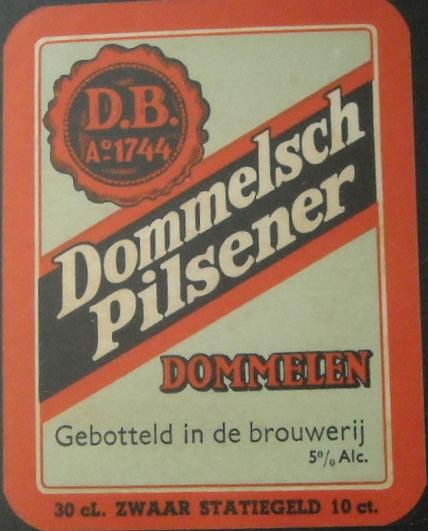 D.B.
Aº 1744
Dommelsch
Pilsener
DOMMELEN
Gebotteld in de brouwerij
5% Alc.
30 cL. ZWAAR STATIEGELD 10 ct.